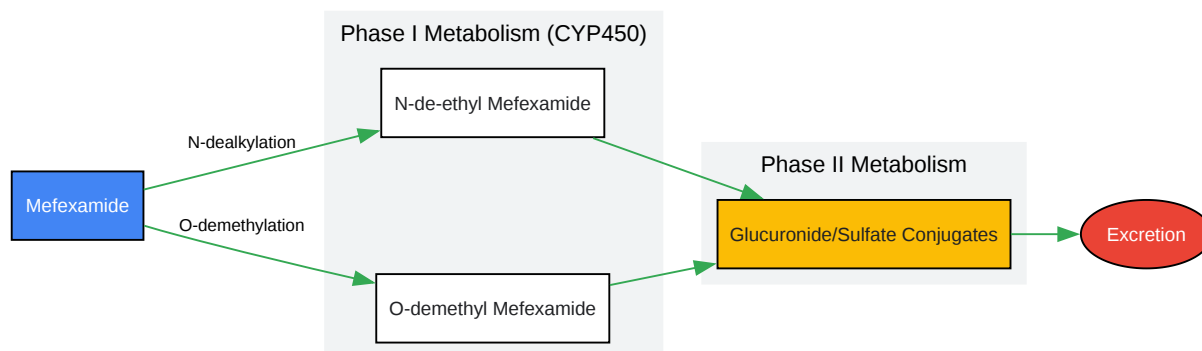 Phase I Metabolism (CYP450)
N-de-ethyl Mefexamide
N-dealkylation
Phase II Metabolism
Mefexamide
O-demethylation
Glucuronide/Sulfate Conjugates
Excretion
O-demethyl Mefexamide